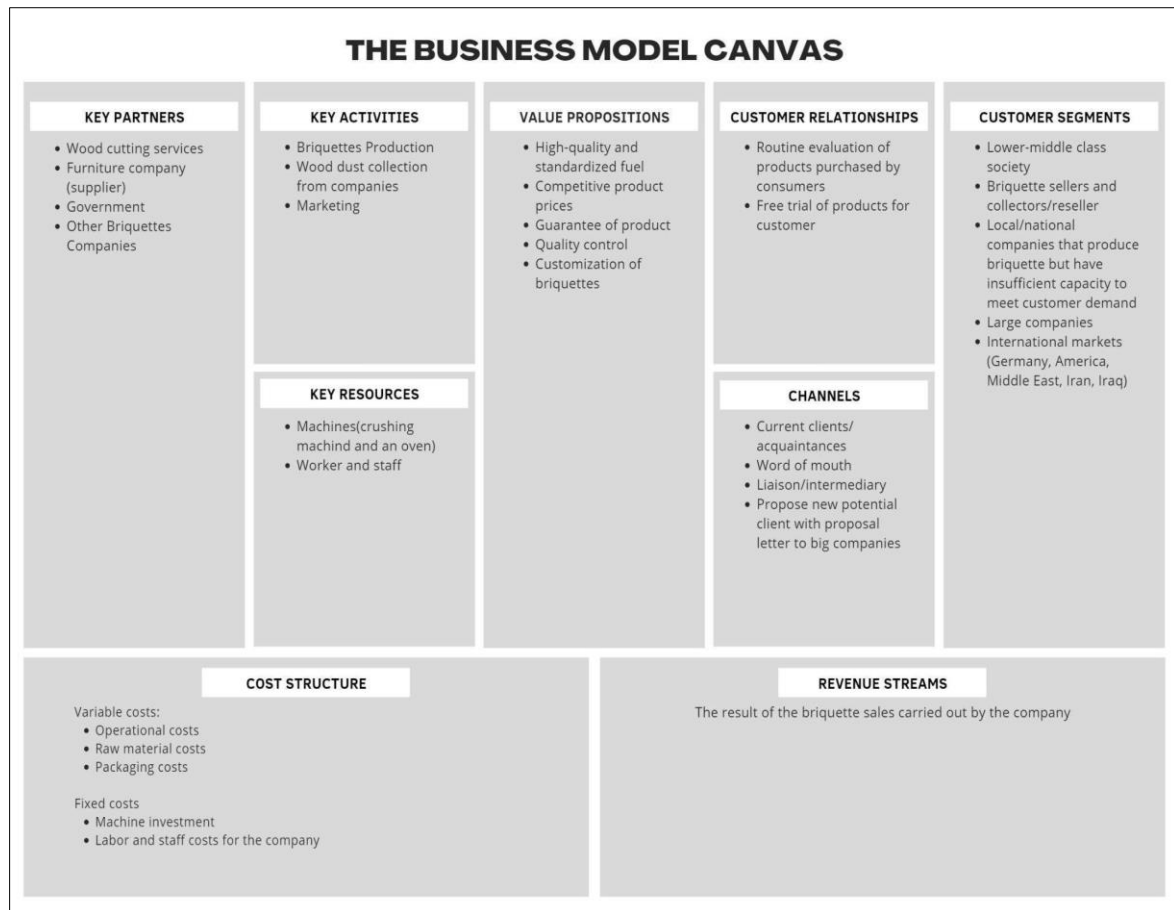 THE BUSINESS MODEL CANVAS
KEY PARTNERS
• Wood cutting services
• Furniture company
(supplier)
• Government
• Other Briquettes
Companies
KEY ACTIVITIES
• Briquettes Production
• Wood dust collection
from companies
• Marketing
KEY RESOURCES
• Machines(crushing
machind and an oven)
• Worker and staff
VALUE PROPOSITIONS
• High-quality and
standardized fuel
• Competitive product
prices
• Guarantee of product
• Quality control
• Customization of
briquettes
CUSTOMER RELATIONSHIPS
• Routine evaluation of
products purchased by
consumers
• Free trial of products for
customer
CHANNELS
• Current clients/
acquaintances
• Word of mouth
• Liaison/intermediary
• Propose new potential
client with proposal
letter to big companies
CUSTOMER SEGMENTS
• Lower-middle class
society
• Briquette sellers and
collectors/reseller
• Local/national
companies that produce
briquette but have
insufficient capacity to
meet customer demand
• Large companies
• International markets
(Germany, America,
Middle East, Iran, Iraq)
COST STRUCTURE
Variable costs:
• Operational costs
• Raw material costs
• Packaging costs
Fixed costs
• Machine investment
• Labor and staff costs for the company
REVENUE STREAMS
The result of the briquette sales carried out by the company